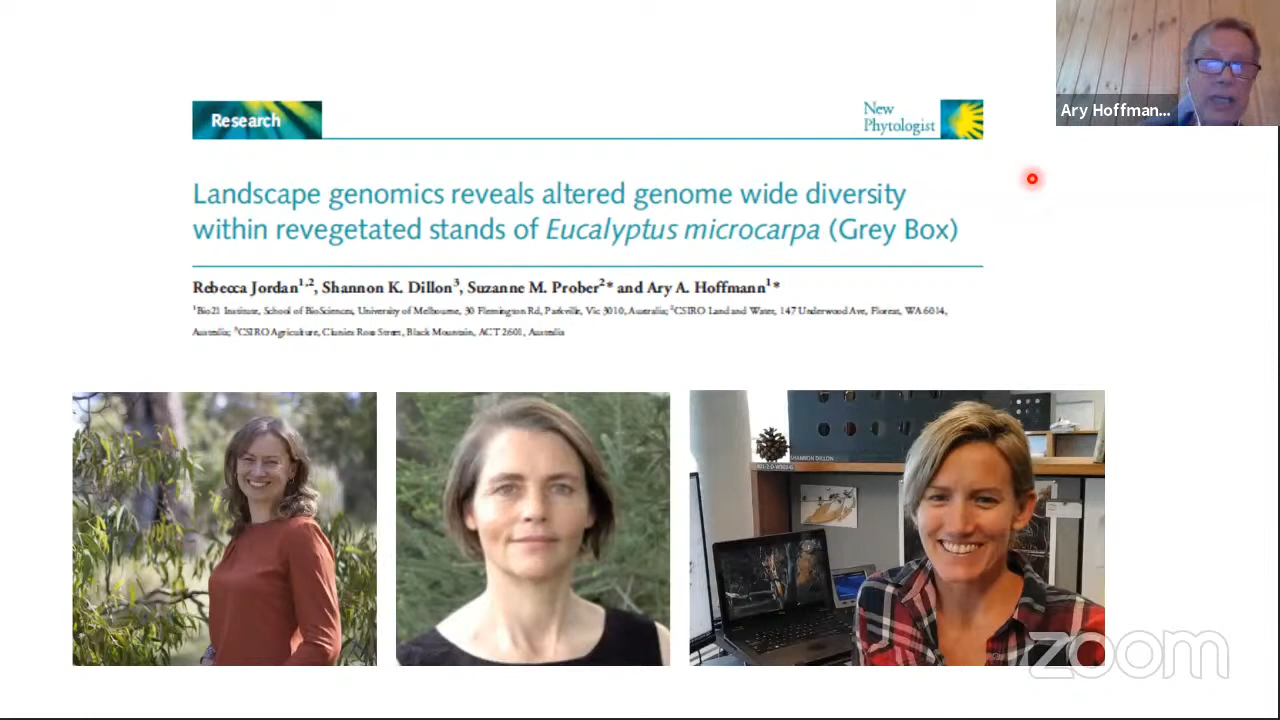 Ary Hoffman...
Research
New
Phytologist
Landscape genomics reveals altered genome wide diversity
within revegetated stands of Eucalyptus microcarpa (Grey Box)
Rebecca Jordan1,2, Shannon K. Dillon3, Suzanne M. Prober2* and Ary A. Hoffmann1*
1Bio21 Institute, School of BioSciences, University of Melbourne, 30 Flemington Rd, Parkville, Vic 3010, Australia; 2CSIRO Land and Water, 147 Underwood Ave, Floreat, WA 6014,
Australia; 3CSIRO Agriculture, Clunies Ross Street, Black Mountain, ACT 2601, Australia
SHANNON DILLON
zoom